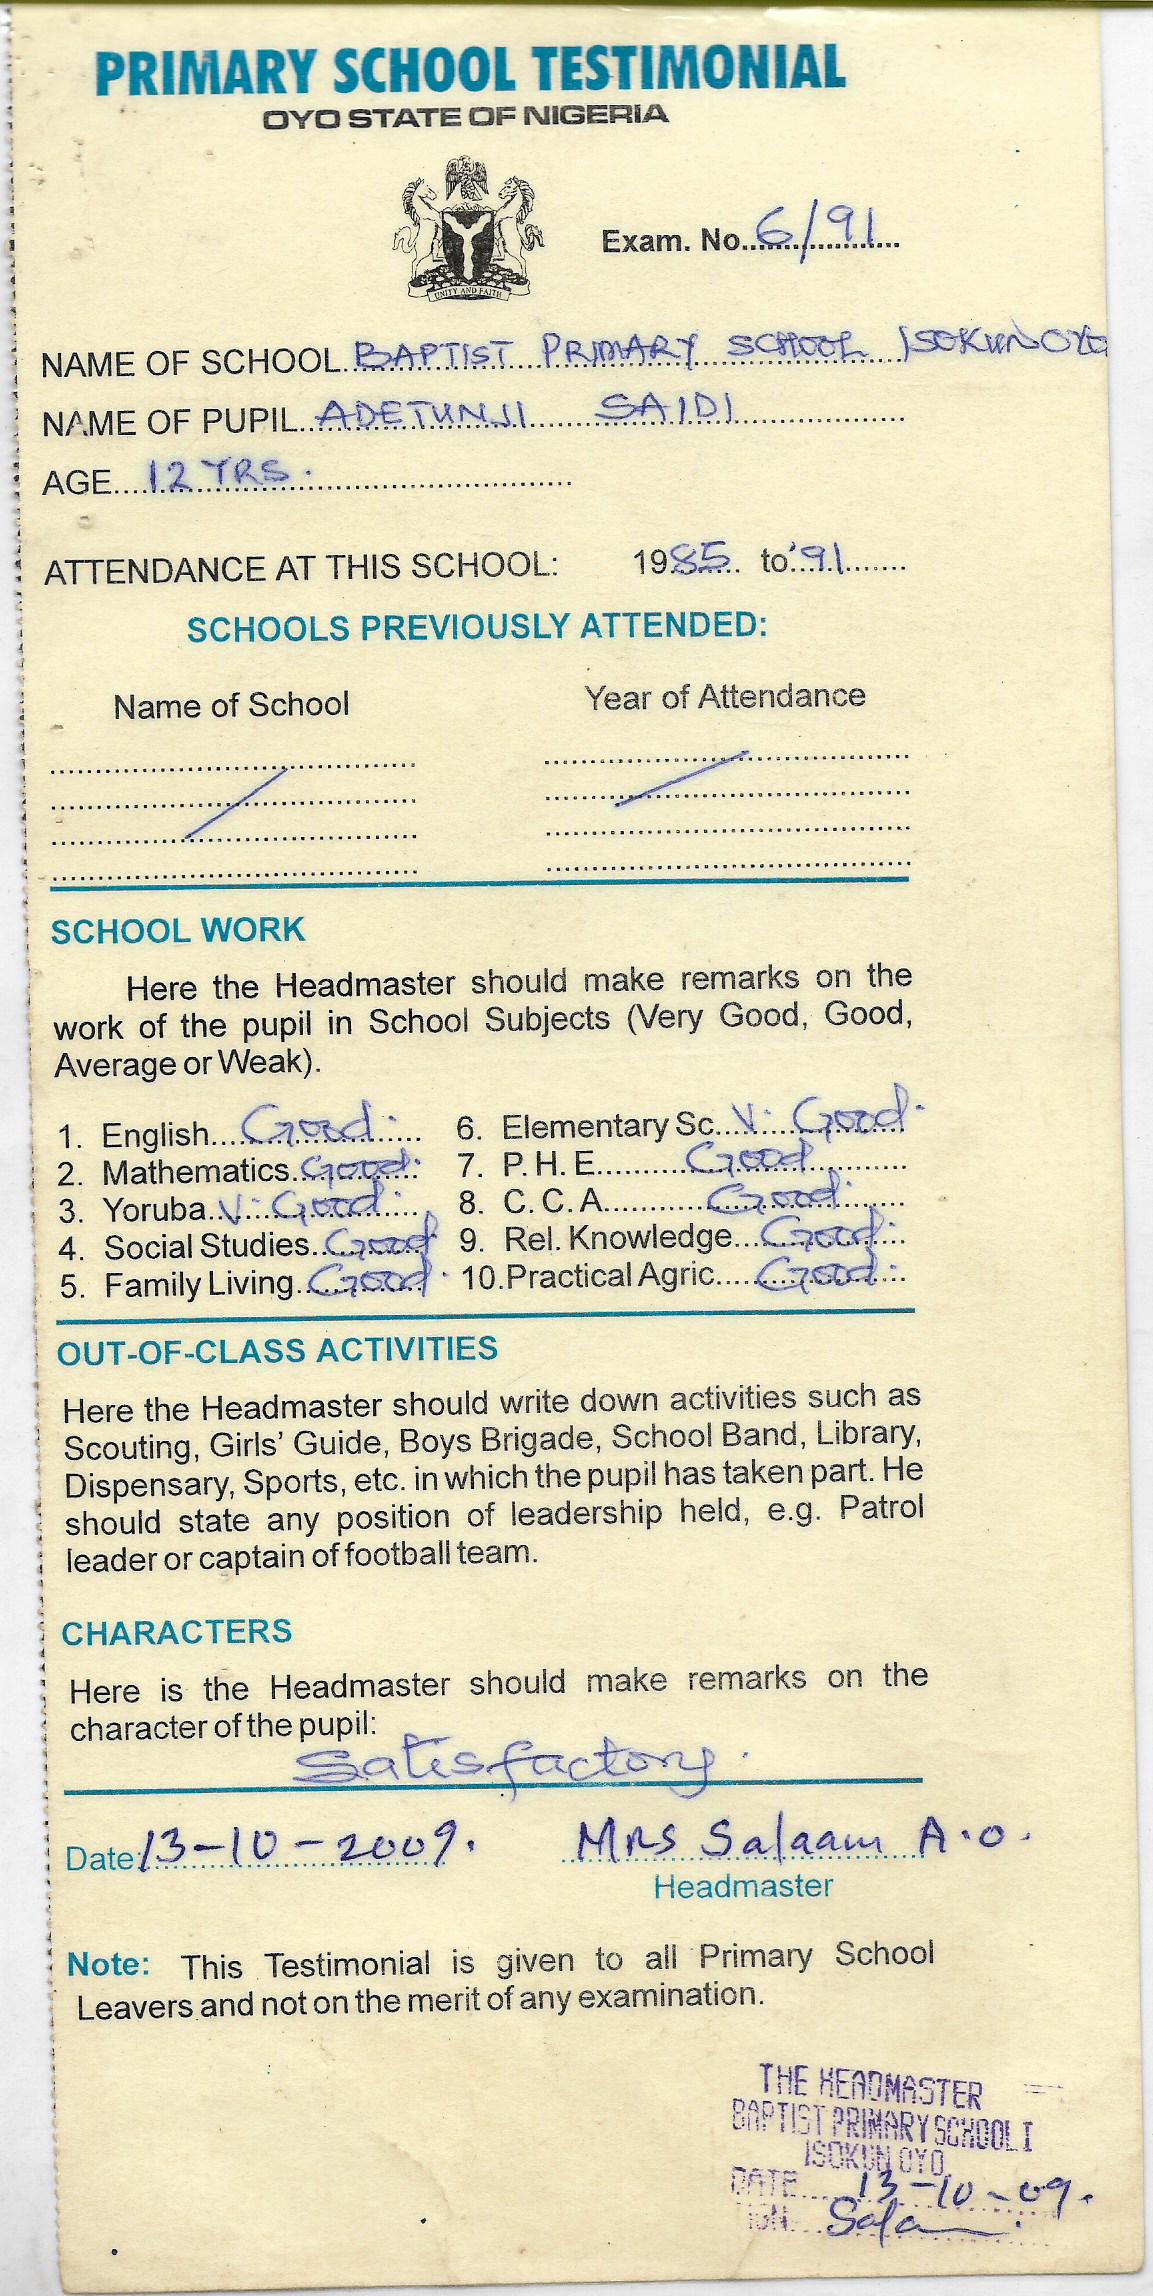 PRIMARY SCHOOL TESTIMONIAL
OYO STATE OF NIGERIA
UNITY AND FAITH
Exam. No. 6/91
NAME OF SCHOOL BAPTIST PRIMARY SCHOOL ISOKUN OYO
NAME OF PUPIL ADETUNJI SAIDI
AGE 12 YRS.
ATTENDANCE AT THIS SCHOOL: 1985 to '91
SCHOOLS PREVIOUSLY ATTENDED:
Name of School Year of Attendance
SCHOOL WORK
Here the Headmaster should make remarks on the
work of the pupil in School Subjects (Very Good, Good,
Average or Weak).
1. English Good. 6. Elementary Sc. V. Good.
2. Mathematics Good. 7. P. H. E. Good
3. Yoruba V. Good. 8. C. C. A. Good.
4. Social Studies Good. 9. Rel. Knowledge Good.
5. Family Living Good. 10. Practical Agric. Good.
OUT-OF-CLASS ACTIVITIES
Here the Headmaster should write down activities such as
Scouting, Girls' Guide, Boys Brigade, School Band, Library,
Dispensary, Sports, etc. in which the pupil has taken part. He
should state any position of leadership held, e.g. Patrol
leader or captain of football team.
CHARACTERS
Here is the Headmaster should make remarks on the
character of the pupil:
Satisfactory.
Date: 13-10-2009. Mrs Salaam A.O.
Headmaster
Note: This Testimonial is given to all Primary School
Leavers and not on the merit of any examination.
THE HEADMASTER
BAPTIST PRIMARY SCHOOL I
ISOKUN OYO
DATE 13-10-09.